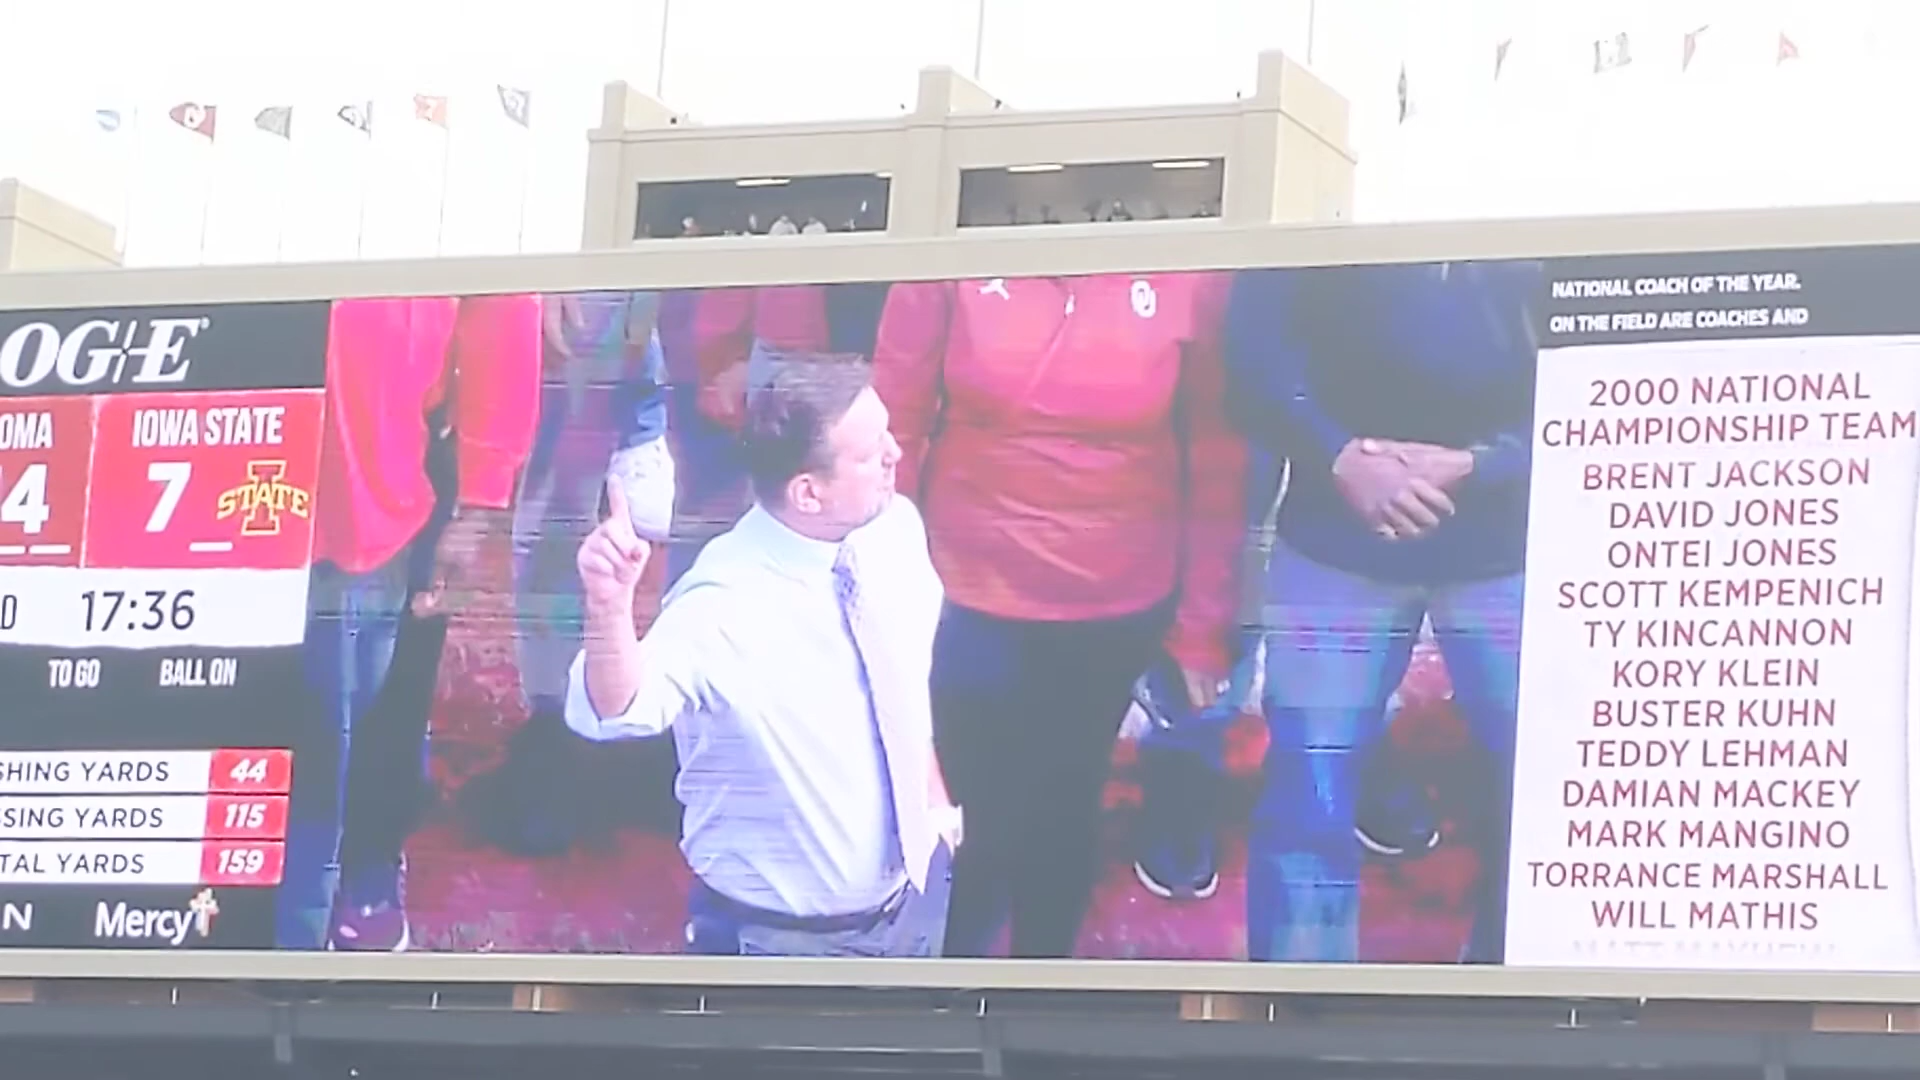 OG+E
OMA
4
IOWA STATE
7
STATE
17:36
TO GO
BALL ON
SHING YARDS 44
SSING YARDS 115
TAL YARDS 159
N
Mercy
OU
NATIONAL COACH OF THE YEAR.
ON THE FIELD ARE COACHES AND
2000 NATIONAL
CHAMPIONSHIP TEAM
BRENT JACKSON
DAVID JONES
ONTEI JONES
SCOTT KEMPENICH
TY KINCANNON
KORY KLEIN
BUSTER KUHN
TEDDY LEHMAN
DAMIAN MACKEY
MARK MANGINO
TORRANCE MARSHALL
WILL MATHIS